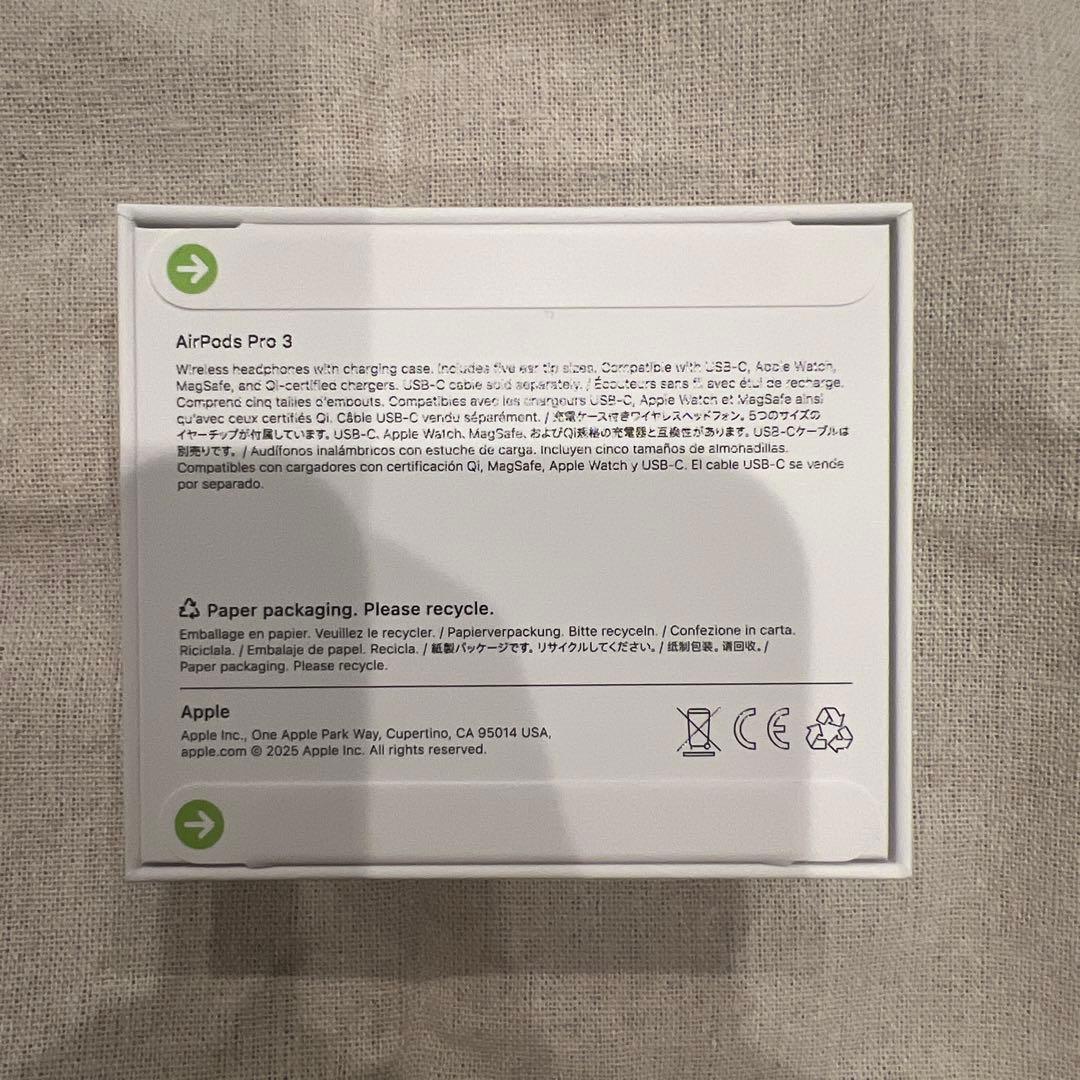 AirPods Pro 3
Wireless headphones with charging case. Includes five ear tip sizes. Compatible with USB-C, Apple Watch,
MagSafe, and Qi-certified chargers. USB-C cable sold separately. / Écouteurs sans fil avec étui de recharge.
Comprend cinq tailles d'embouts. Compatibles avec les chargeurs USB-C, Apple Watch et MagSafe ainsi
qu'avec ceux certifiés Qi. Câble USB-C vendu séparément. / 充電ケース付きワイヤレスヘッドフォン。5つのサイズの
イヤーチップが付属しています。USB-C、Apple Watch、MagSafe、およびQi規格の充電器と互換性があります。USB-Cケーブルは
別売りです。/ Audífonos inalámbricos con estuche de carga. Incluyen cinco tamaños de almohadillas.
Compatibles con cargadores con certificación Qi, MagSafe, Apple Watch y USB-C. El cable USB-C se vende
por separado.
Paper packaging. Please recycle.
Emballage en papier. Veuillez le recycler. / Papierverpackung. Bitte recyceln. / Confezione in carta.
Riciclala. / Embalaje de papel. Recicla. / 紙製パッケージです。リサイクルしてください。/ 纸制包装。请回收。/
Paper packaging. Please recycle.
Apple
Apple Inc., One Apple Park Way, Cupertino, CA 95014 USA,
apple.com © 2025 Apple Inc. All rights reserved.
CE